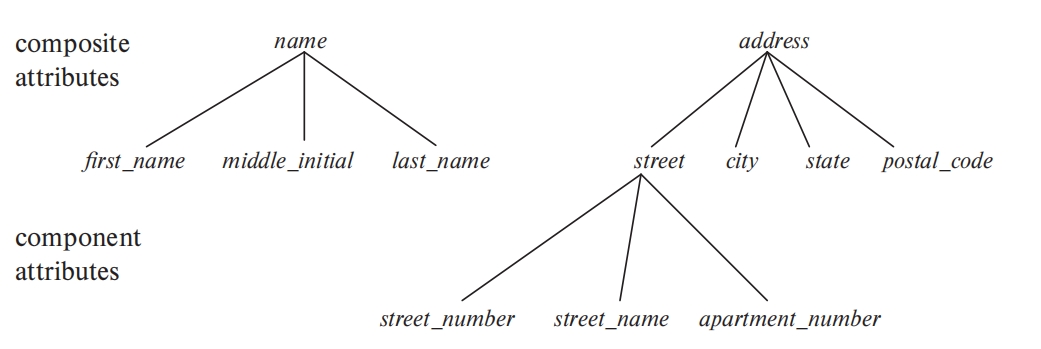 composite
attributes
name
address
first_name
middle_initial
last_name
street
city
state
postal_code
component
attributes
street_number
street_name
apartment_number